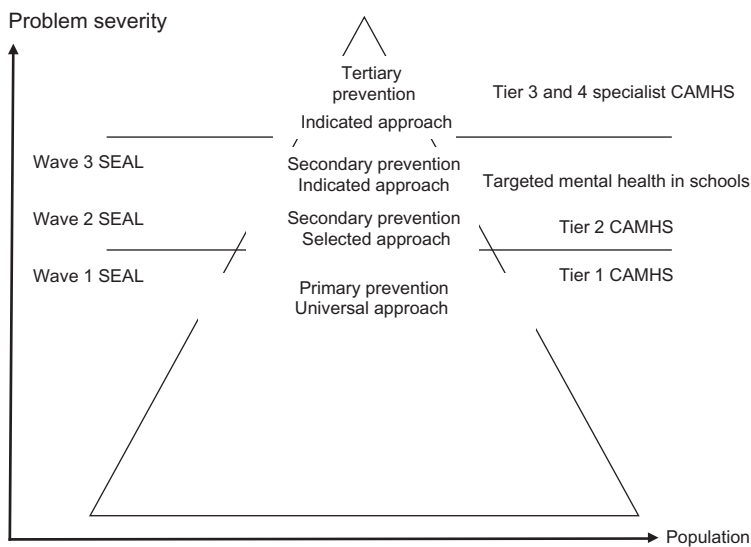 Problem severity
Tertiary
prevention
Tier 3 and 4 specialist CAMHS
Indicated approach
Wave 3 SEAL
Secondary prevention
Indicated approach
Targeted mental health in schools
Wave 2 SEAL
Secondary prevention
Selected approach
Tier 2 CAMHS
Wave 1 SEAL
Tier 1 CAMHS
Primary prevention
Universal approach
Population